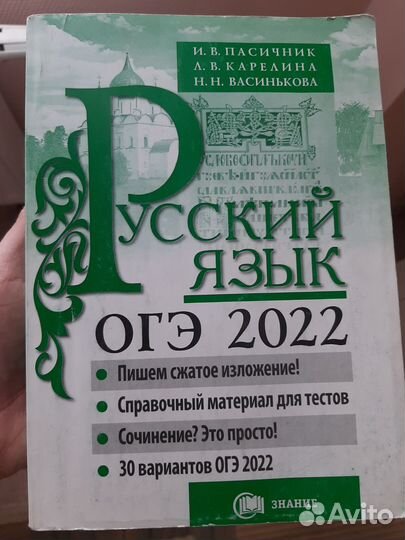 И. В. ПАСИЧНИК
Л. В. КАРЕЛИНА
Н. Н. ВАСИНЬКОВА
РУССКИЙ
ЯЗЫК
ОГЭ 2022
• Пишем сжатое изложение!
• Справочный материал для тестов
• Сочинение? Это просто!
• 30 вариантов ОГЭ 2022
ЗНАНИЕ
Avito